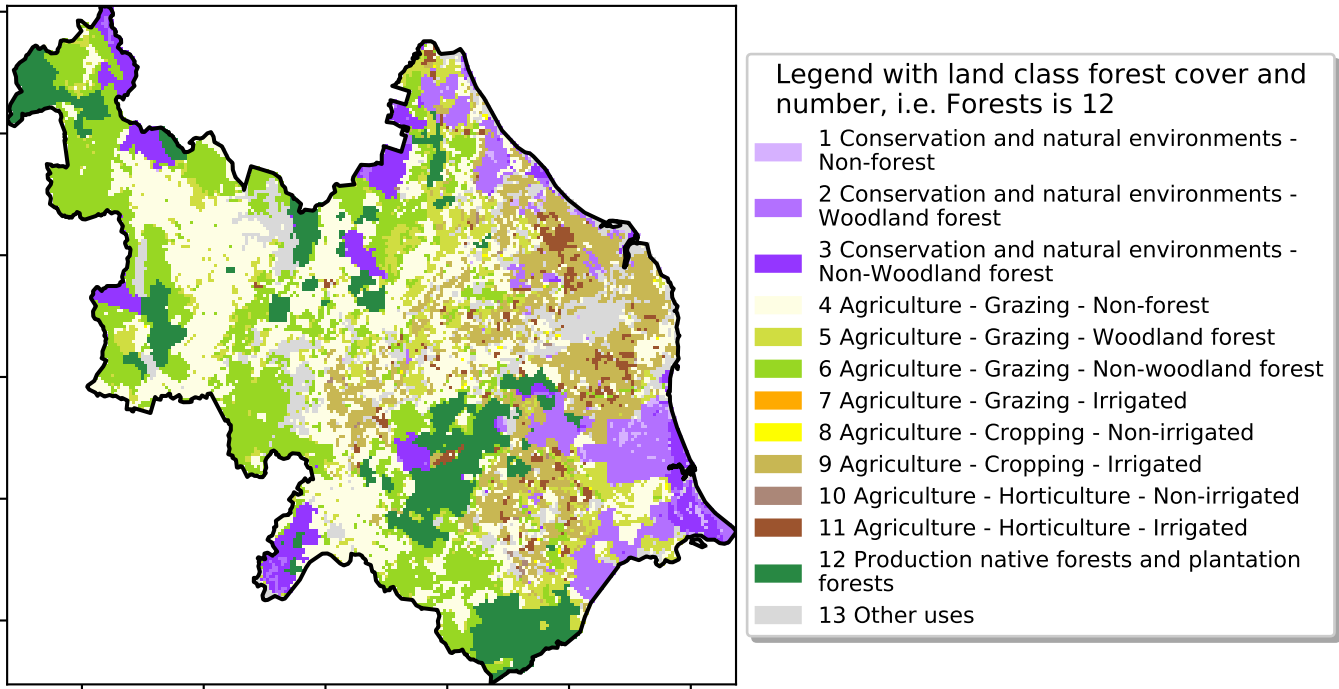 Legend with land class forest cover and
number, i.e. Forests is 12
1 Conservation and natural environments -
Non-forest
2 Conservation and natural environments -
Woodland forest
3 Conservation and natural environments -
Non-Woodland forest
4 Agriculture - Grazing - Non-forest
5 Agriculture - Grazing - Woodland forest
6 Agriculture - Grazing - Non-woodland forest
7 Agriculture - Grazing - Irrigated
8 Agriculture - Cropping - Non-irrigated
9 Agriculture - Cropping - Irrigated
10 Agriculture - Horticulture - Non-irrigated
11 Agriculture - Horticulture - Irrigated
12 Production native forests and plantation
forests
13 Other uses